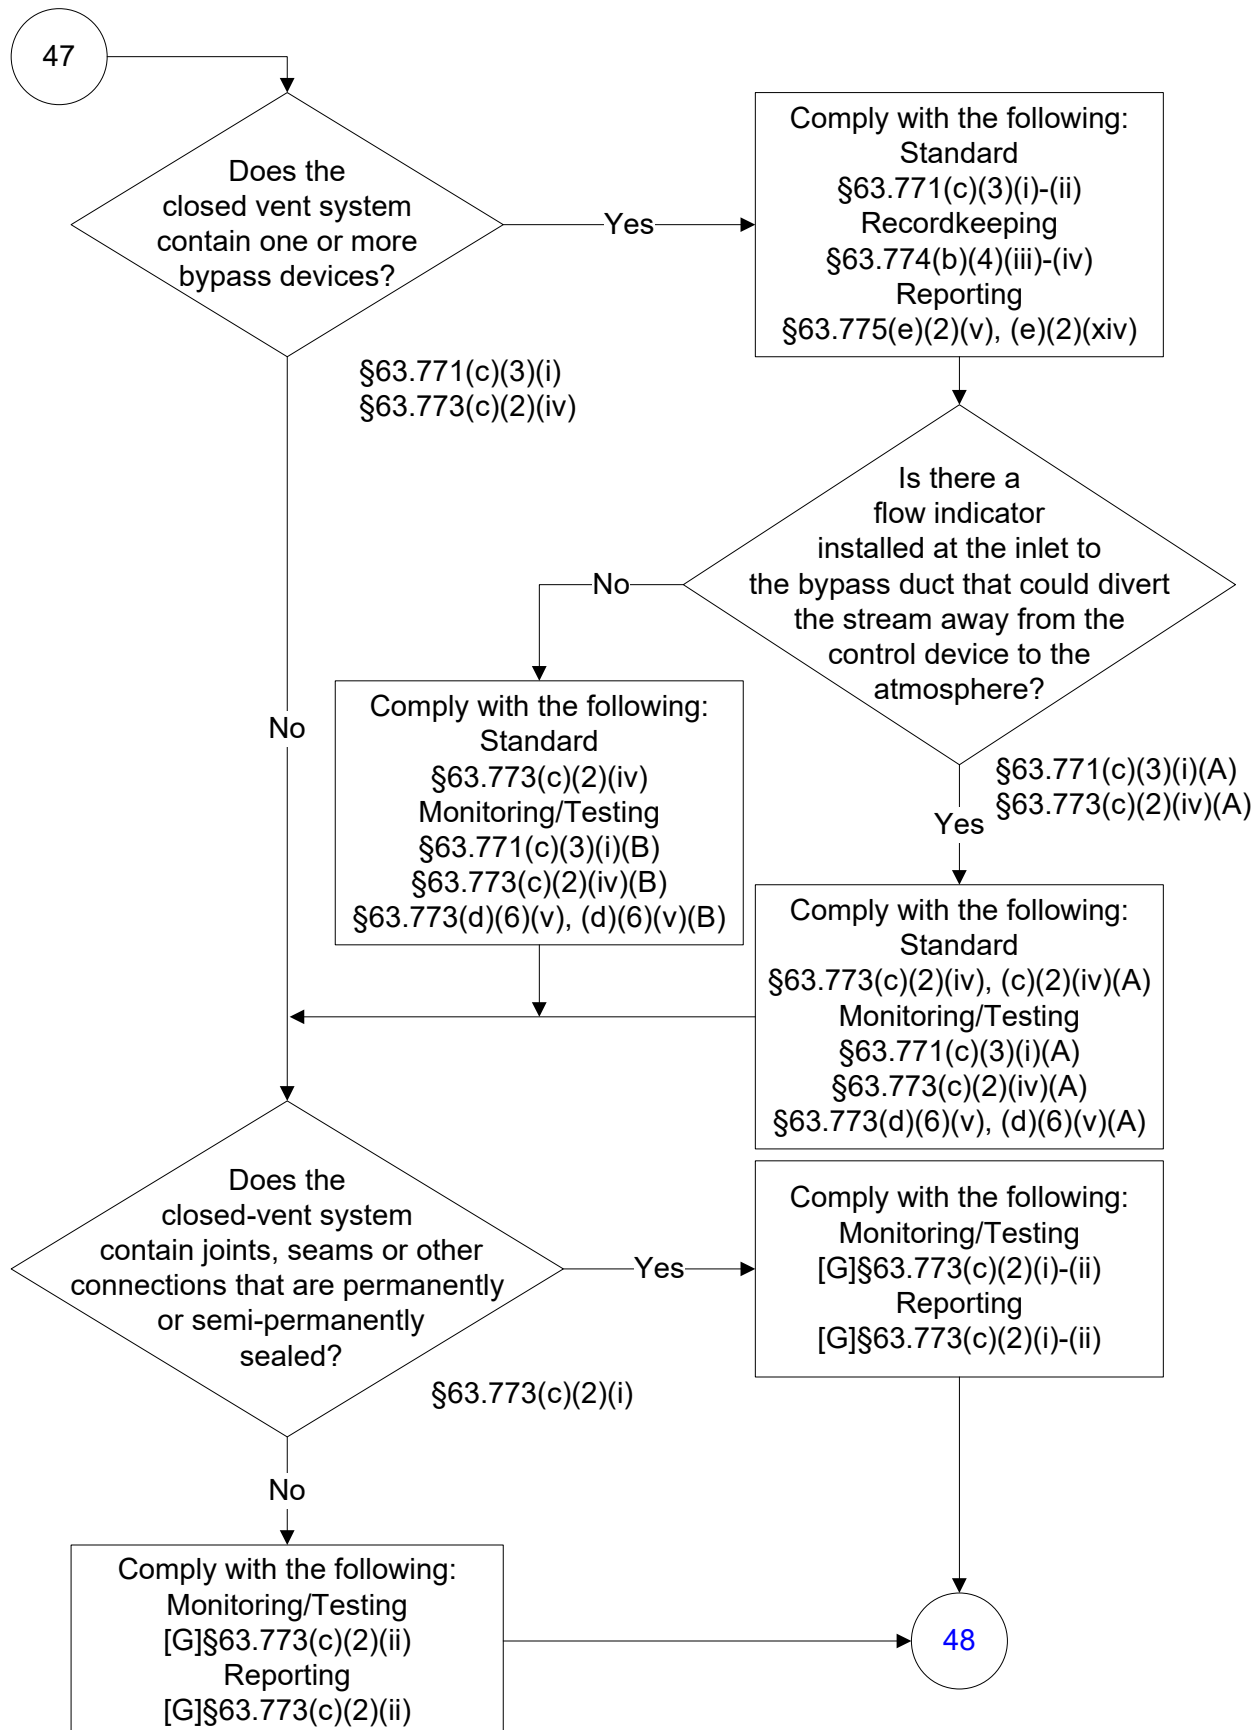 47
Does the
closed vent system
contain one or more
bypass devices?
Yes
Comply with the following:
Standard
§63.771(c)(3)(i)-(ii)
Recordkeeping
§63.774(b)(4)(iii)-(iv)
Reporting
§63.775(e)(2)(v), (e)(2)(xiv)
§63.771(c)(3)(i)
§63.773(c)(2)(iv)
Is there a
flow indicator
installed at the inlet to
the bypass duct that could divert
the stream away from the
control device to the
atmosphere?
No
§63.771(c)(3)(i)(A)
§63.773(c)(2)(iv)(A)
No
Comply with the following:
Standard
§63.773(c)(2)(iv)
Monitoring/Testing
§63.771(c)(3)(i)(B)
§63.773(c)(2)(iv)(B)
§63.773(d)(6)(v), (d)(6)(v)(B)
Yes
Comply with the following:
Standard
§63.773(c)(2)(iv), (c)(2)(iv)(A)
Monitoring/Testing
§63.771(c)(3)(i)(A)
§63.773(c)(2)(iv)(A)
§63.773(d)(6)(v), (d)(6)(v)(A)
Does the
closed-vent system
contain joints, seams or other
connections that are permanently
or semi-permanently
sealed?
Yes
Comply with the following:
Monitoring/Testing
[G]§63.773(c)(2)(i)-(ii)
Reporting
[G]§63.773(c)(2)(i)-(ii)
§63.773(c)(2)(i)
No
Comply with the following:
Monitoring/Testing
[G]§63.773(c)(2)(ii)
Reporting
[G]§63.773(c)(2)(ii)
48